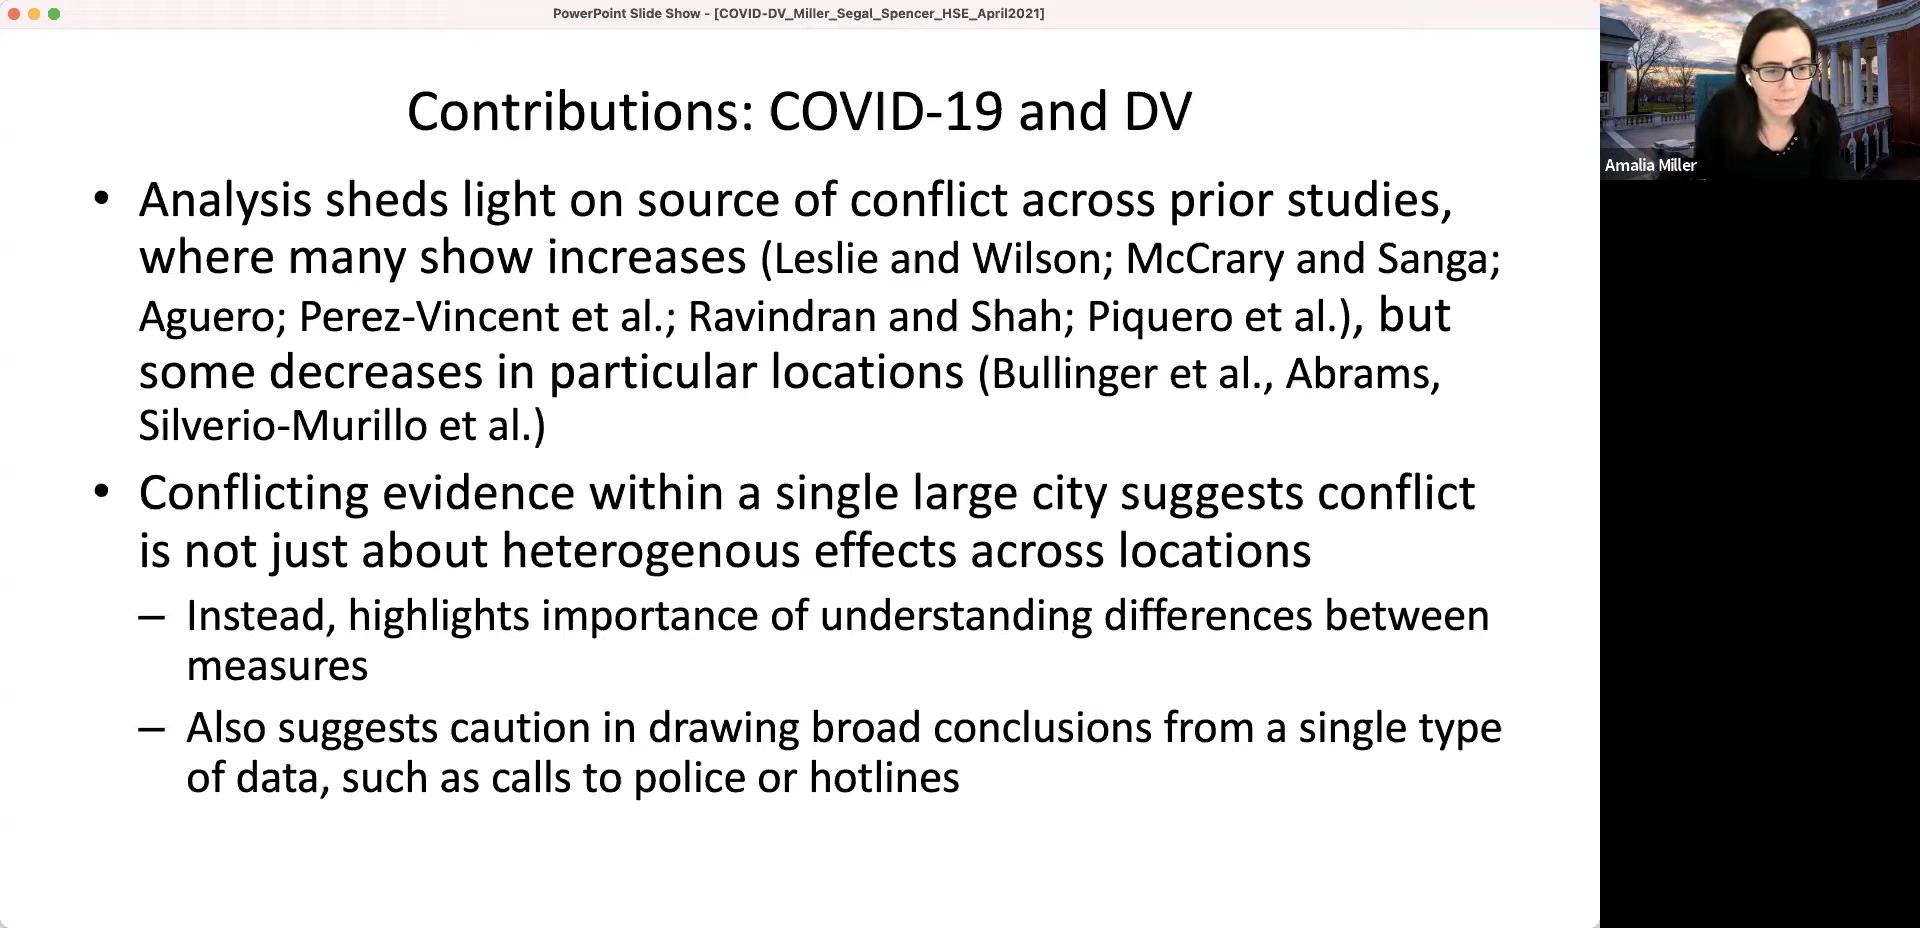 PowerPoint Slide Show - [COVID-DV_Miller_Segal_Spencer_HSE_April2021]
Contributions: COVID-19 and DV
• Analysis sheds light on source of conflict across prior studies,
where many show increases (Leslie and Wilson; McCrary and Sanga;
Aguero; Perez-Vincent et al.; Ravindran and Shah; Piquero et al.), but
some decreases in particular locations (Bullinger et al., Abrams,
Silverio-Murillo et al.)
• Conflicting evidence within a single large city suggests conflict
is not just about heterogenous effects across locations
– Instead, highlights importance of understanding differences between
measures
– Also suggests caution in drawing broad conclusions from a single type
of data, such as calls to police or hotlines
Amalia Miller